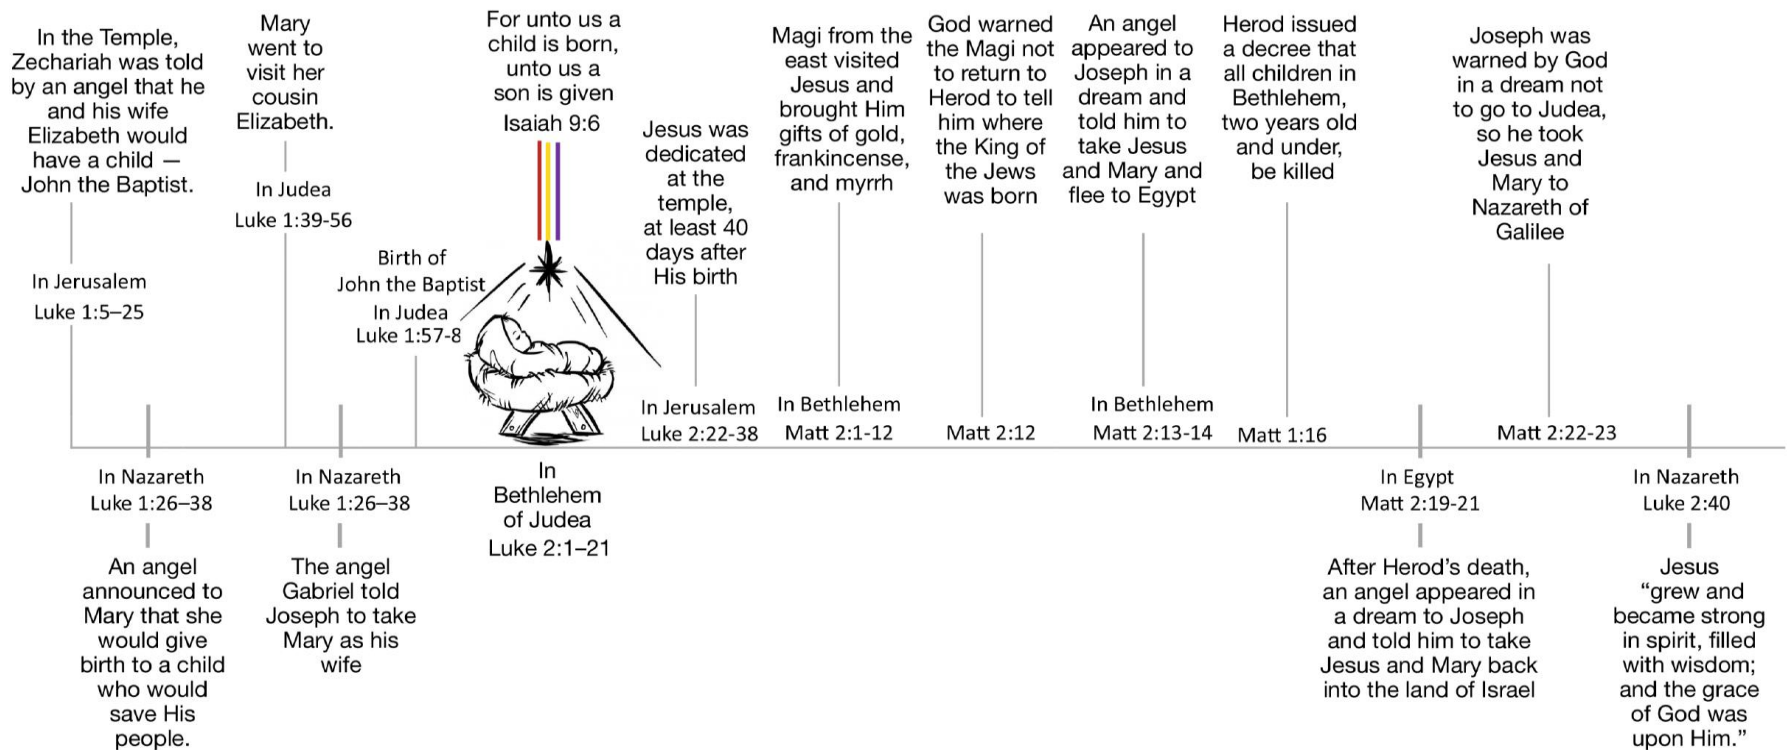 In the Temple,
Zechariah was told
by an angel that he
and his wife
Elizabeth would
have a child —
John the Baptist.
In Jerusalem
Luke 1:5–25
In Nazareth
Luke 1:26–38
An angel
announced to
Mary that she
would give
birth to a child
who would
save His
people.
Mary
went to
visit her
cousin
Elizabeth.
In Judea
Luke 1:39-56
In Nazareth
Luke 1:26–38
The angel
Gabriel told
Joseph to take
Mary as his
wife
Birth of
John the Baptist
In Judea
Luke 1:57-8
For unto us a
child is born,
unto us a
son is given
Isaiah 9:6
In
Bethlehem
of Judea
Luke 2:1–21
Jesus was
dedicated
at the
temple,
at least 40
days after
His birth
In Jerusalem
Luke 2:22-38
Magi from the
east visited
Jesus and
brought Him
gifts of gold,
frankincense,
and myrrh
In Bethlehem
Matt 2:1-12
God warned
the Magi not
to return to
Herod to tell
him where
the King of
the Jews
was born
Matt 2:12
An angel
appeared to
Joseph in a
dream and
told him to
take Jesus
and Mary and
flee to Egypt
In Bethlehem
Matt 2:13-14
Herod issued
a decree that
all children in
Bethlehem,
two years old
and under,
be killed
Matt 1:16
In Egypt
Matt 2:19-21
After Herod’s death,
an angel appeared in
a dream to Joseph
and told him to take
Jesus and Mary back
into the land of Israel
Joseph was
warned by God
in a dream not
to go to Judea,
so he took
Jesus and
Mary to
Nazareth of
Galilee
Matt 2:22-23
In Nazareth
Luke 2:40
Jesus
“grew and
became strong
in spirit, filled
with wisdom;
and the grace
of God was
upon Him.”